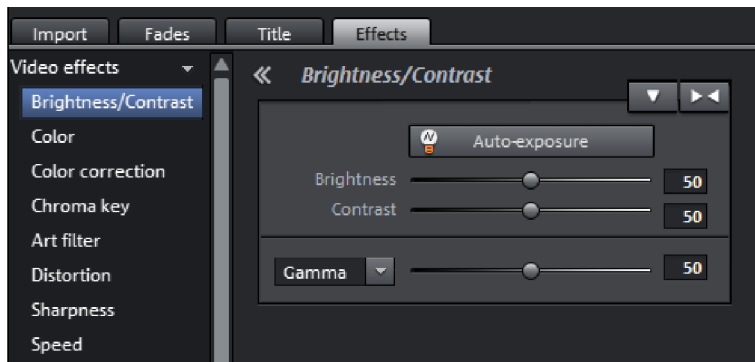 Import Fades Title Effects
Video effects
Brightness/Contrast
Color
Color correction
Chroma key
Art filter
Distortion
Sharpness
Speed
Brightness/Contrast
Auto-exposure
Brightness 50
Contrast 50
Gamma 50